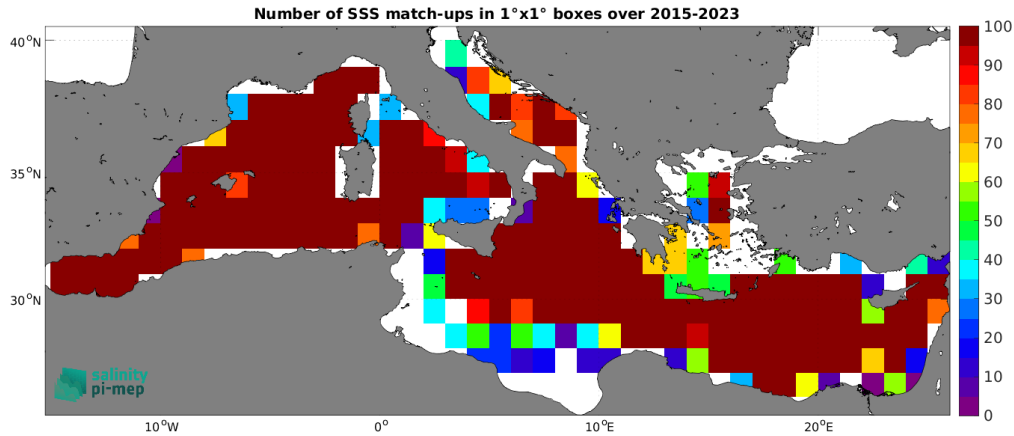 Number of SSS match-ups in 1°x1° boxes over 2015-2023
40°N
35°N
30°N
10°W
0°
10°E
20°E
100
90
80
70
60
50
40
30
20
10
0
salinity
pi-mep